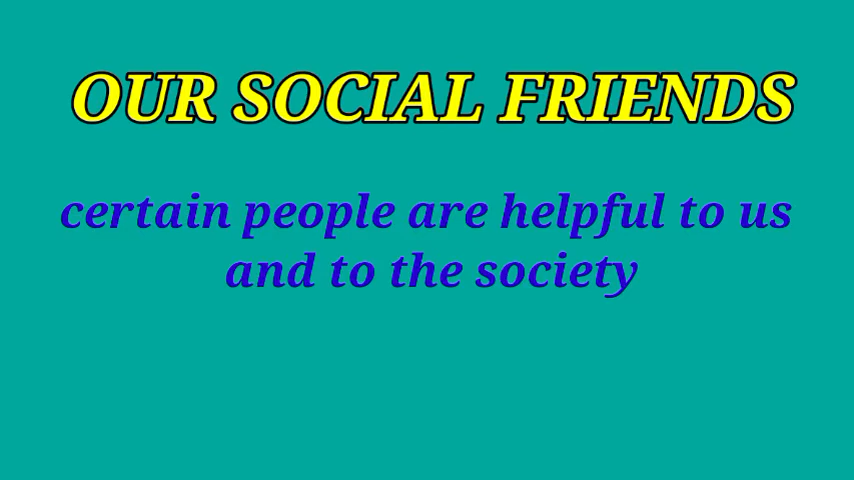 OUR SOCIAL FRIENDS
certain people are helpful to us
and to the society